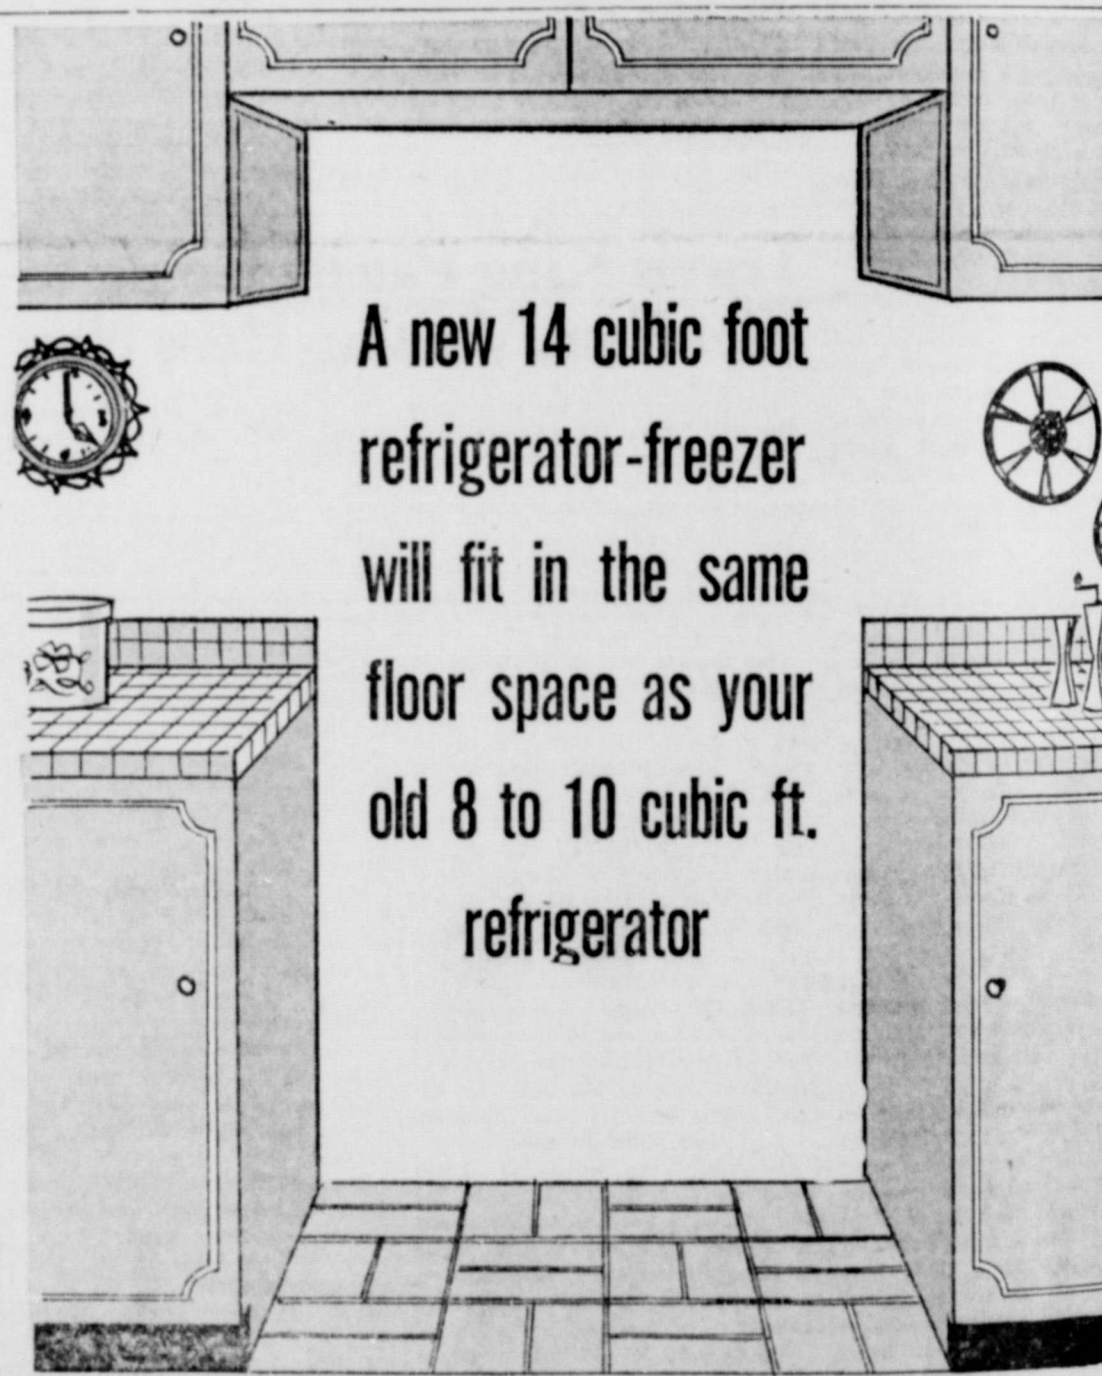 A new 14 cubic foot
refrigerator-freezer
will fit in the same
floor space as your
old 8 to 10 cubic ft.
refrigerator